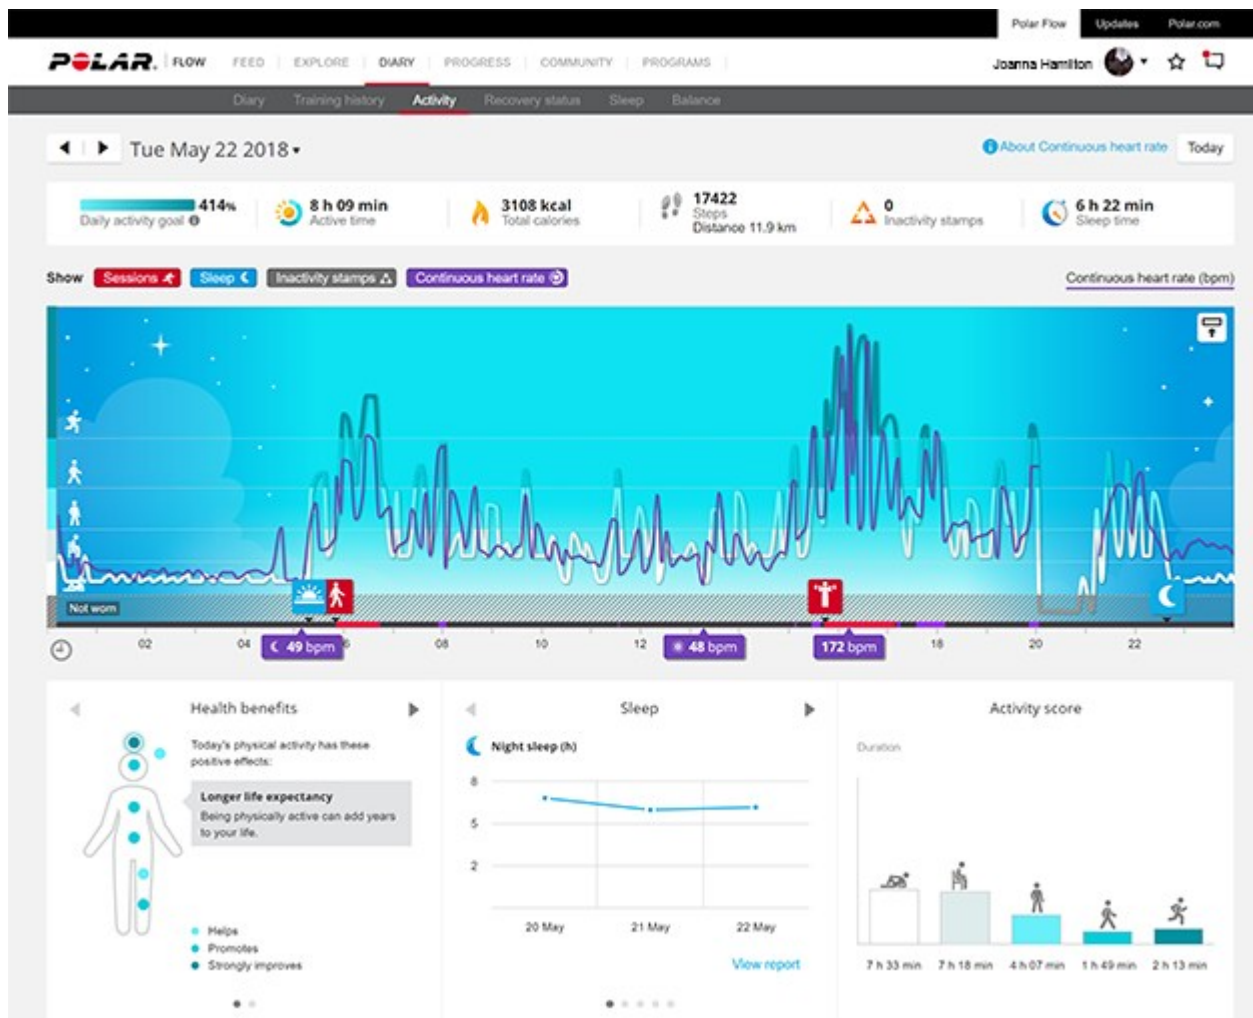 Polar Flow Updates Polar.com
POLAR. FLOW FEED EXPLORE DIARY PROGRESS COMMUNITY PROGRAMS Joanna Hamilton
Diary Training history Activity Recovery status Sleep Balance
Tue May 22 2018 About Continuous heart rate Today
414%
Daily activity goal
8 h 09 min
Active time
3108 kcal
Total calories
17422
Steps
Distance 11.9 km
0
Inactivity stamps
6 h 22 min
Sleep time
Show Sessions Sleep Inactivity stamps Continuous heart rate Continuous heart rate (bpm)
Not worn
02 04 6 08 10 12 18 20 22
49 bpm 48 bpm 172 bpm
Health benefits
Today's physical activity has these
positive effects:
Longer life expectancy
Being physically active can add years
to your life.
Helps
Promotes
Strongly improves
Sleep
Night sleep (h)
8
5
2
20 May 21 May 22 May
View report
Activity score
Duration
7 h 33 min 7 h 18 min 4 h 07 min 1 h 49 min 2 h 13 min